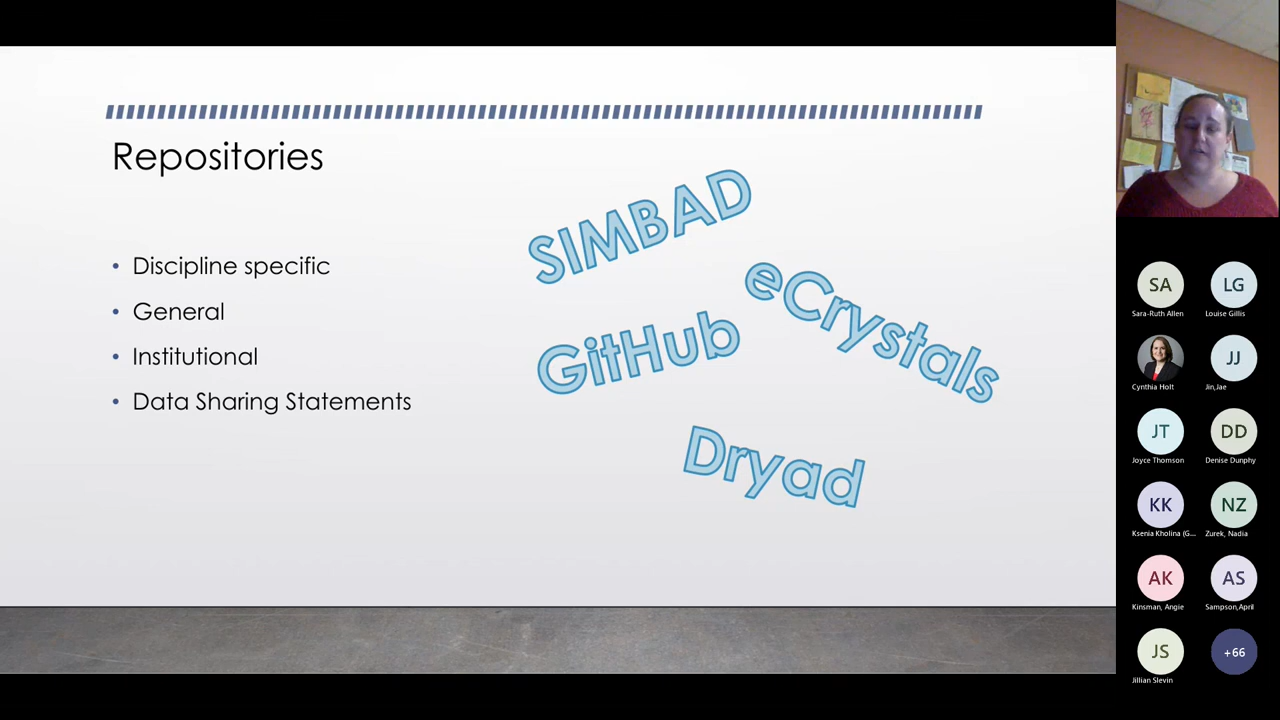 Repositories
• Discipline specific
• General
• Institutional
• Data Sharing Statements
SIMBAD
eCrystals
GitHub
Dryad
SA
Sara-Ruth Allen
LG
Louise Gillis
Cynthia Holt
JJ
Jin,Jae
JT
Joyce Thomson
DD
Denise Dunphy
KK
Ksenia Kholina (G...
NZ
Zurek, Nadia
AK
Kinsman, Angie
AS
Sampson,April
JS
Jillian Slevin
+66